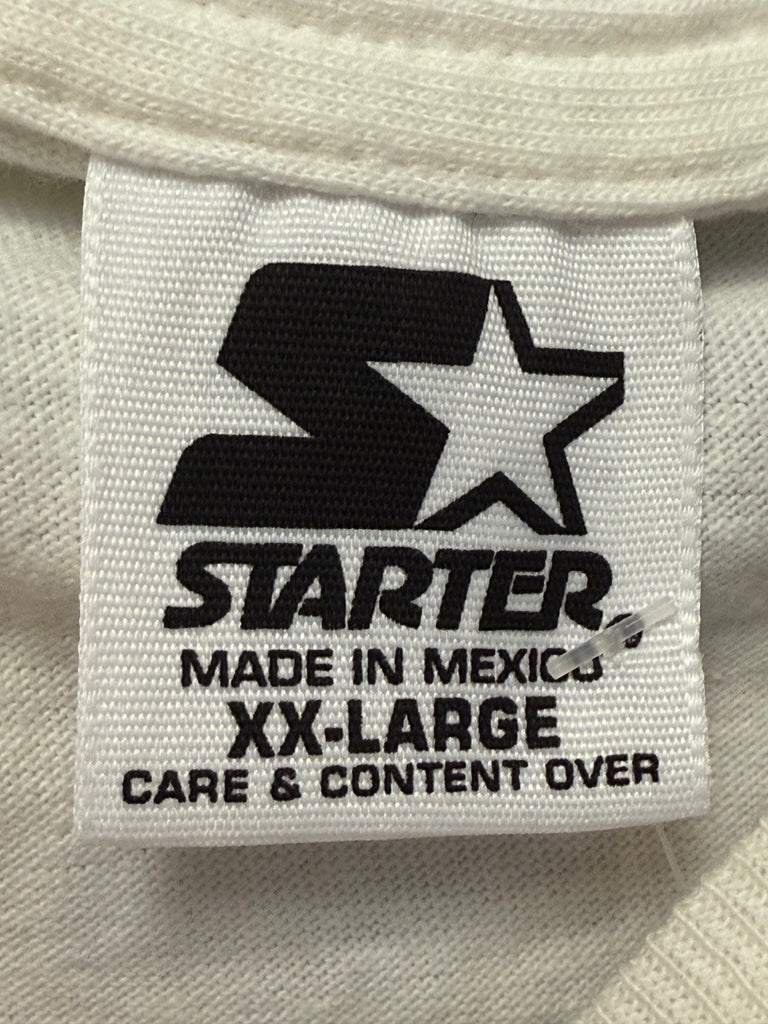 STARTER®
MADE IN MEXICO
XX-LARGE
CARE & CONTENT OVER